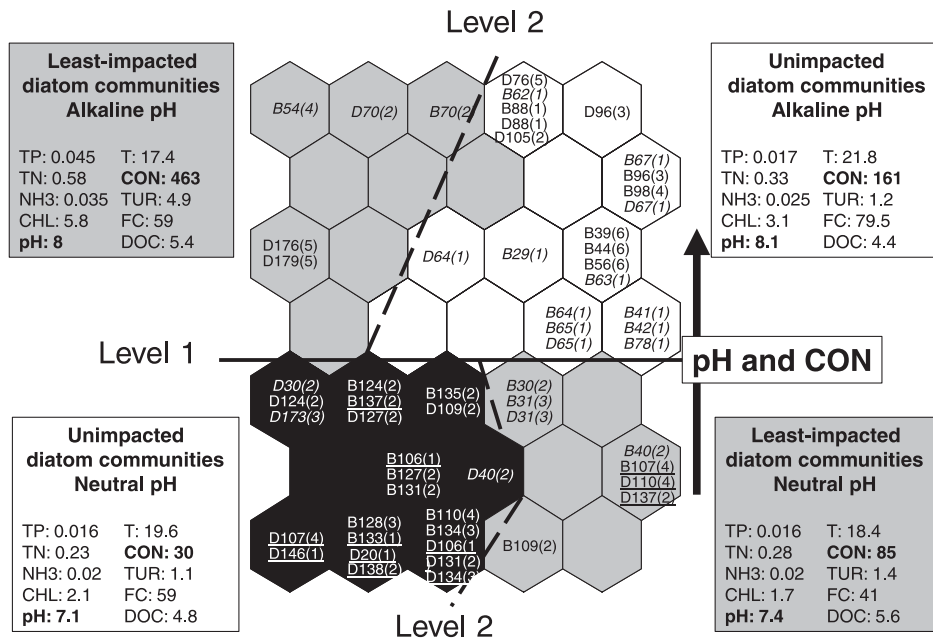 Level 2
Least-impacted
diatom communities
Alkaline pH
TP: 0.045 T: 17.4
TN: 0.58 CON: 463
NH3: 0.035 TUR: 4.9
CHL: 5.8 FC: 59
pH: 8 DOC: 5.4
Unimpacted
diatom communities
Alkaline pH
TP: 0.017 T: 21.8
TN: 0.33 CON: 161
NH3: 0.025 TUR: 1.2
CHL: 3.1 FC: 79.5
pH: 8.1 DOC: 4.4
B54(4)
D70(2)
B70(2)
D76(5)
B62(1)
B88(1)
D88(1)
D105(2)
D96(3)
B67(1)
B96(3)
B98(4)
D67(1)
D176(5)
D179(5)
D64(1)
B29(1)
B39(6)
B44(6)
B56(6)
B63(1)
B64(1)
B65(1)
D65(1)
B41(1)
B42(1)
B78(1)
Level 1
pH and CON
D30(2)
D124(2)
D173(3)
B124(2)
B137(2)
D127(2)
B135(2)
D109(2)
B30(2)
B31(3)
D31(3)
B106(1)
B127(2)
B131(2)
D40(2)
B40(2)
B107(4)
D110(4)
D137(2)
D107(4)
D146(1)
B128(3)
B133(1)
D20(1)
D138(2)
B110(4)
B134(3)
D106(1
D131(2)
D134(3)
B109(2)
Unimpacted
diatom communities
Neutral pH
TP: 0.016 T: 19.6
TN: 0.23 CON: 30
NH3: 0.02 TUR: 1.1
CHL: 2.1 FC: 59
pH: 7.1 DOC: 4.8
Least-impacted
diatom communities
Neutral pH
TP: 0.016 T: 18.4
TN: 0.28 CON: 85
NH3: 0.02 TUR: 1.4
CHL: 1.7 FC: 41
pH: 7.4 DOC: 5.6
Level 2